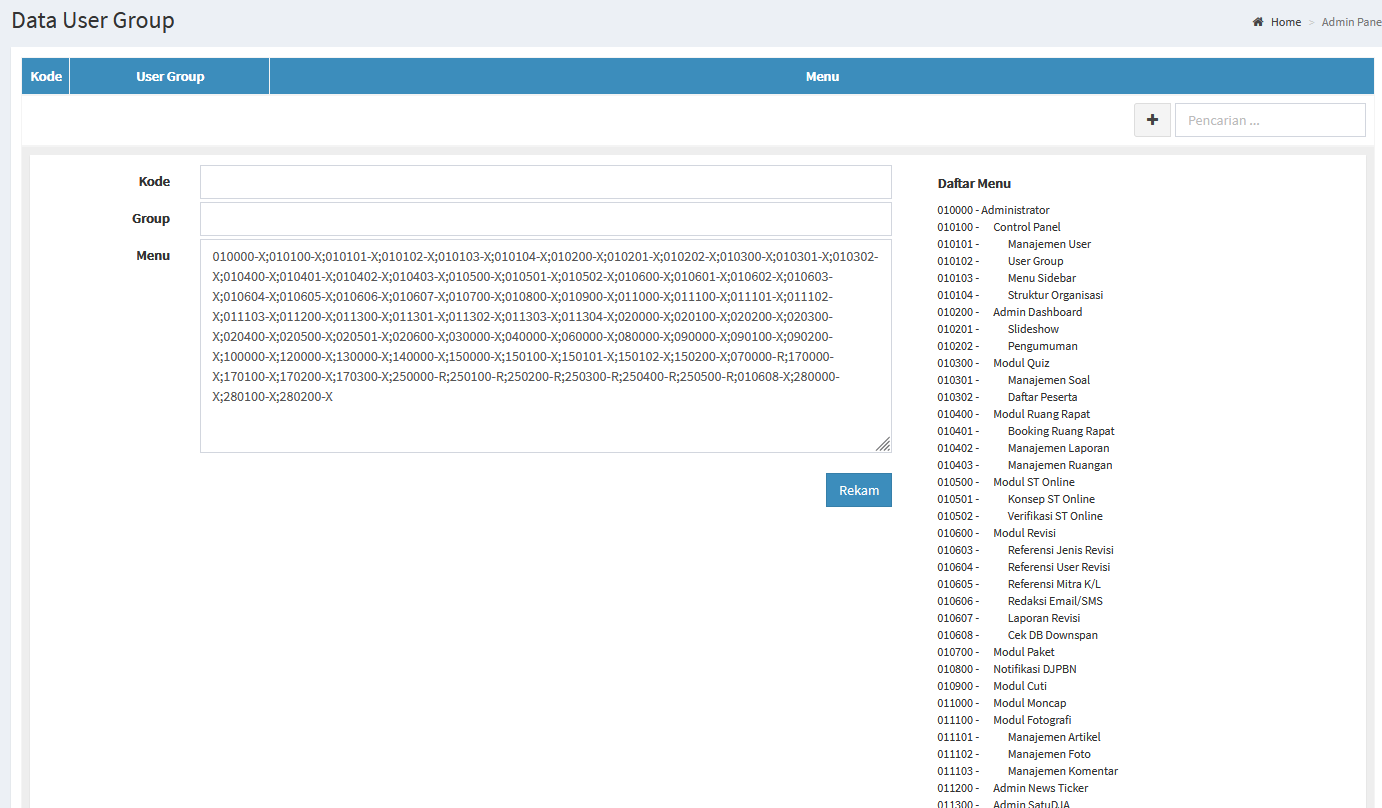 Data User Group
Home > Admin Pane
Kode User Group Menu
Pencarian ...
Kode
Group
Menu
010000-X;010100-X;010101-X;010102-X;010103-X;010104-X;010200-X;010201-X;010202-X;010300-X;010301-X;010302-
X;010400-X;010401-X;010402-X;010403-X;010500-X;010501-X;010502-X;010600-X;010601-X;010602-X;010603-
X;010604-X;010605-X;010606-X;010607-X;010700-X;010800-X;010900-X;011000-X;011100-X;011101-X;011102-
X;011103-X;011200-X;011300-X;011301-X;011302-X;011303-X;011304-X;020000-X;020100-X;020200-X;020300-
X;020400-X;020500-X;020501-X;020600-X;030000-X;040000-X;060000-X;080000-X;090000-X;090100-X;090200-
X;100000-X;120000-X;130000-X;140000-X;150000-X;150100-X;150101-X;150102-X;150200-X;070000-R;170000-
X;170100-X;170200-X;170300-X;250000-R;250100-R;250200-R;250300-R;250400-R;250500-R;010608-X;280000-
X;280100-X;280200-X
Rekam
Daftar Menu
010000 - Administrator
010100 - Control Panel
010101 - Manajemen User
010102 - User Group
010103 - Menu Sidebar
010104 - Struktur Organisasi
010200 - Admin Dashboard
010201 - Slideshow
010202 - Pengumuman
010300 - Modul Quiz
010301 - Manajemen Soal
010302 - Daftar Peserta
010400 - Modul Ruang Rapat
010401 - Booking Ruang Rapat
010402 - Manajemen Laporan
010403 - Manajemen Ruangan
010500 - Modul ST Online
010501 - Konsep ST Online
010502 - Verifikasi ST Online
010600 - Modul Revisi
010603 - Referensi Jenis Revisi
010604 - Referensi User Revisi
010605 - Referensi Mitra K/L
010606 - Redaksi Email/SMS
010607 - Laporan Revisi
010608 - Cek DB Downspan
010700 - Modul Paket
010800 - Notifikasi DJPBN
010900 - Modul Cuti
011000 - Modul Moncap
011100 - Modul Fotografi
011101 - Manajemen Artikel
011102 - Manajemen Foto
011103 - Manajemen Komentar
011200 - Admin News Ticker
011300 - Admin SatuDJA